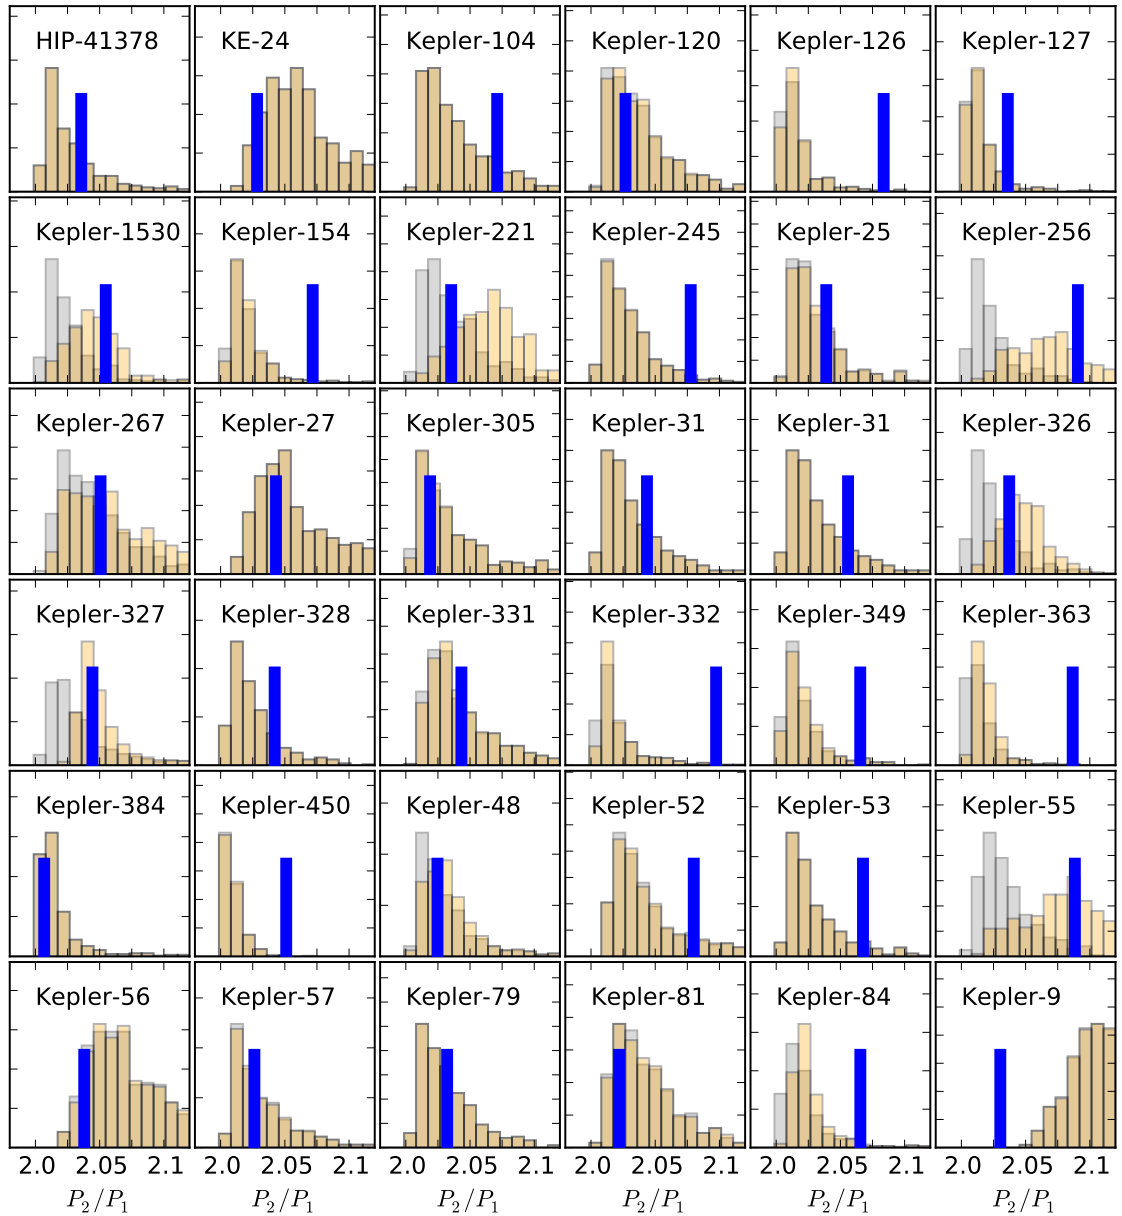 HIP-41378 KE-24 Kepler-104 Kepler-120 Kepler-126 Kepler-127
Kepler-1530 Kepler-154 Kepler-221 Kepler-245 Kepler-25 Kepler-256
Kepler-267 Kepler-27 Kepler-305 Kepler-31 Kepler-31 Kepler-326
Kepler-327 Kepler-328 Kepler-331 Kepler-332 Kepler-349 Kepler-363
Kepler-384 Kepler-450 Kepler-48 Kepler-52 Kepler-53 Kepler-55
Kepler-56 Kepler-57 Kepler-79 Kepler-81 Kepler-84 Kepler-9
2.0 2.05 2.1 2.0 2.05 2.1 2.0 2.05 2.1 2.0 2.05 2.1 2.0 2.05 2.1 2.0 2.05 2.1
P2/P1 P2/P1 P2/P1 P2/P1 P2/P1 P2/P1